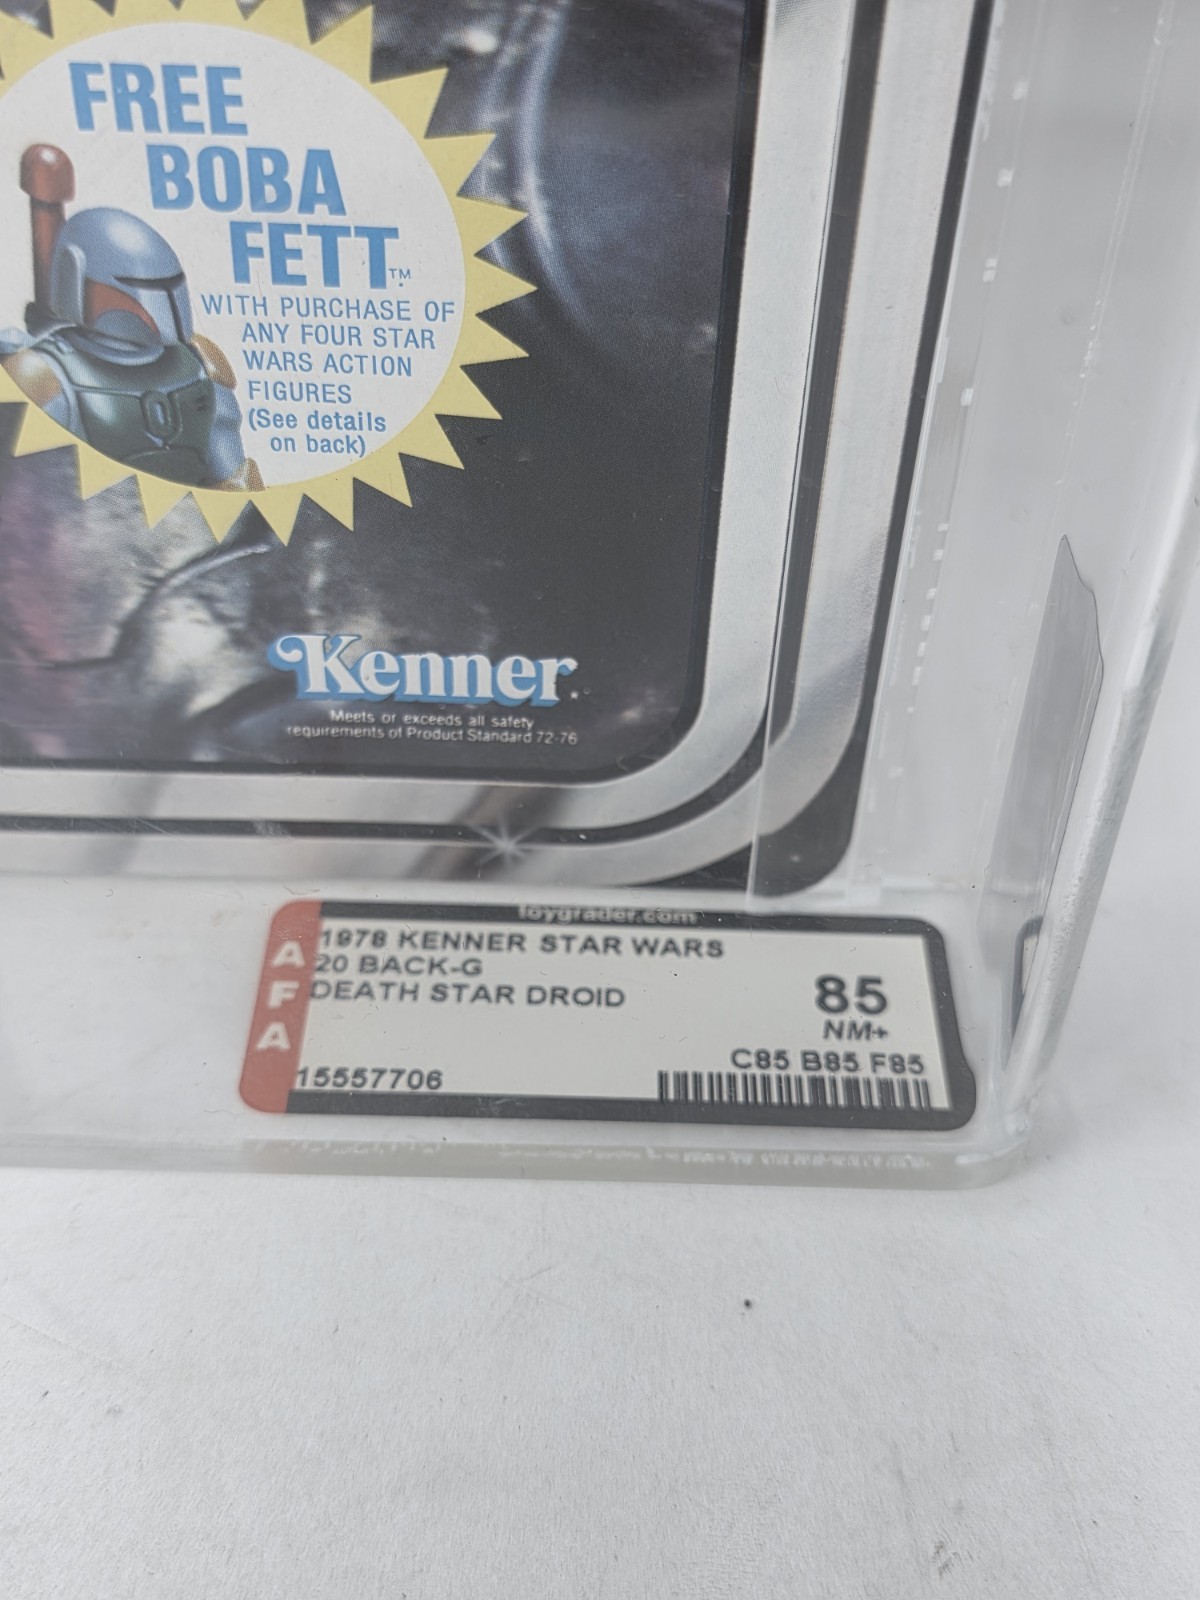 FREE
BOBA
FETT™
WITH PURCHASE OF
ANY FOUR STAR
WARS ACTION
FIGURES
(See details
on back)
Kenner
Meets or exceeds all safety
requirements of Product Standard 72-76
toygrader.com
AFA
1978 KENNER STAR WARS
20 BACK-G
DEATH STAR DROID
85
NM+
C85 B85 F85
15557706